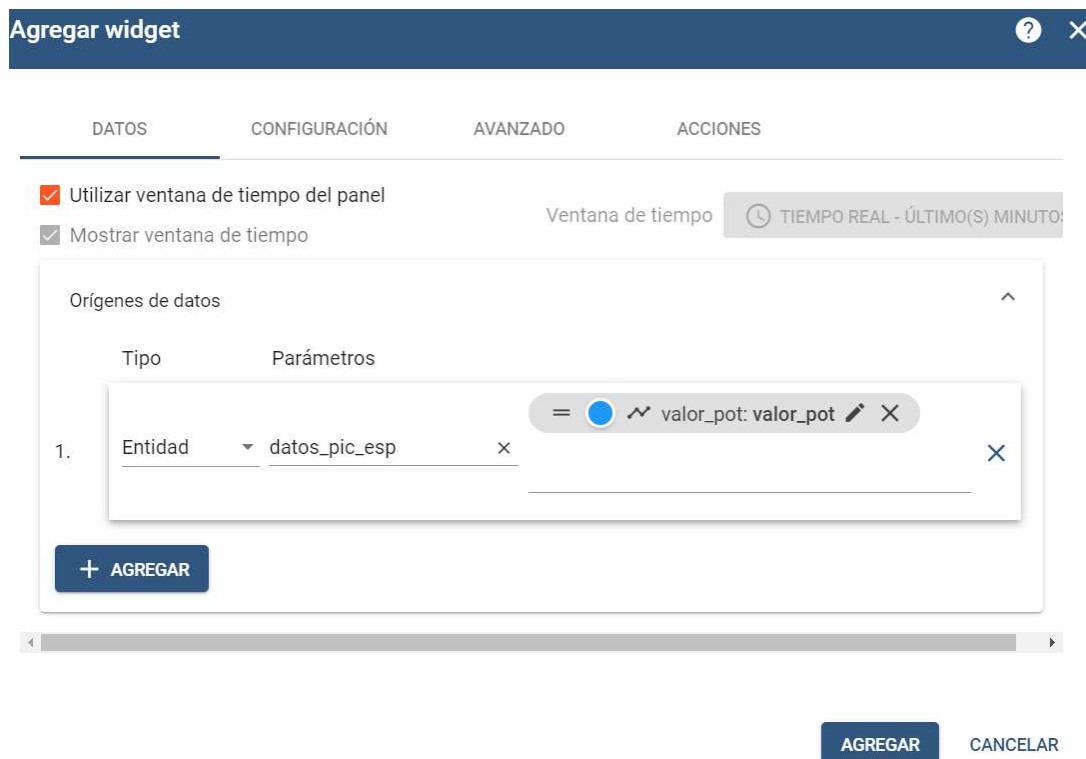 Agregar widget
DATOS CONFIGURACIÓN AVANZADO ACCIONES
Utilizar ventana de tiempo del panel
Mostrar ventana de tiempo
Ventana de tiempo TIEMPO REAL - ÚLTIMO(S) MINUTOS
Orígenes de datos
Tipo Parámetros
valor_pot: valor_pot
1. Entidad datos_pic_esp
+ AGREGAR
AGREGAR CANCELAR